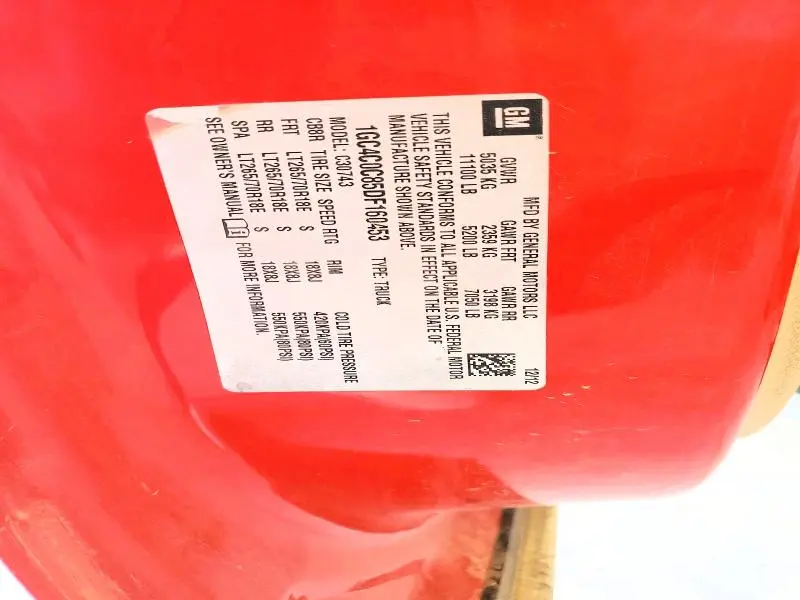 GM
MFD BY GENERAL MOTORS LLC 12/12
GVWR GAWR FRT GAWR RR
5035 KG 2359 KG 3198 KG
11100 LB 5200 LB 7050 LB
THIS VEHICLE CONFORMS TO ALL APPLICABLE U.S. FEDERAL MOTOR
VEHICLE SAFETY STANDARDS IN EFFECT ON THE DATE OF
MANUFACTURE SHOWN ABOVE.
1GC4C0C85DF160453 TYPE: TRUCK
MODEL: C30743
C88R TIRE SIZE SPEED RTG RIM COLD TIRE PRESSURE
FRT LT265/70R18E S 18X8J 420KPA(60PSI)
RR LT265/70R18E S 18X8J 550KPA(80PSI)
SPA LT265/70R18E S 18X8J 550KPA(80PSI)
SEE OWNER'S MANUAL FOR MORE INFORMATION.